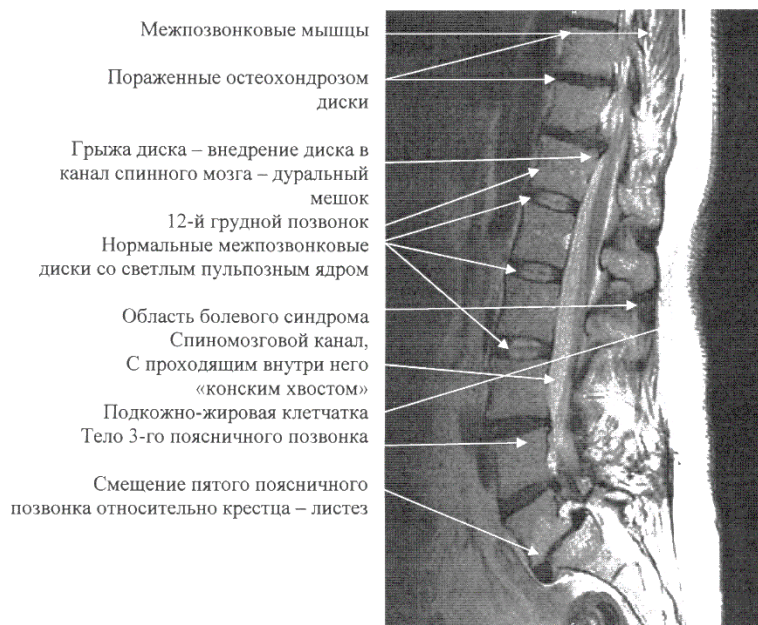 Межпозвонковые мышцы
Пораженные остеохондрозом
диски
Грыжа диска – внедрение диска в
канал спинного мозга – дуральный
мешок
12-й грудной позвонок
Нормальные межпозвонковые
диски со светлым пульпозным ядром
Область болевого синдрома
Спиномозговой канал,
С проходящим внутри него
«конским хвостом»
Подкожно-жировая клетчатка
Тело 3-го поясничного позвонка
Смещение пятого поясничного
позвонка относительно крестца – листез